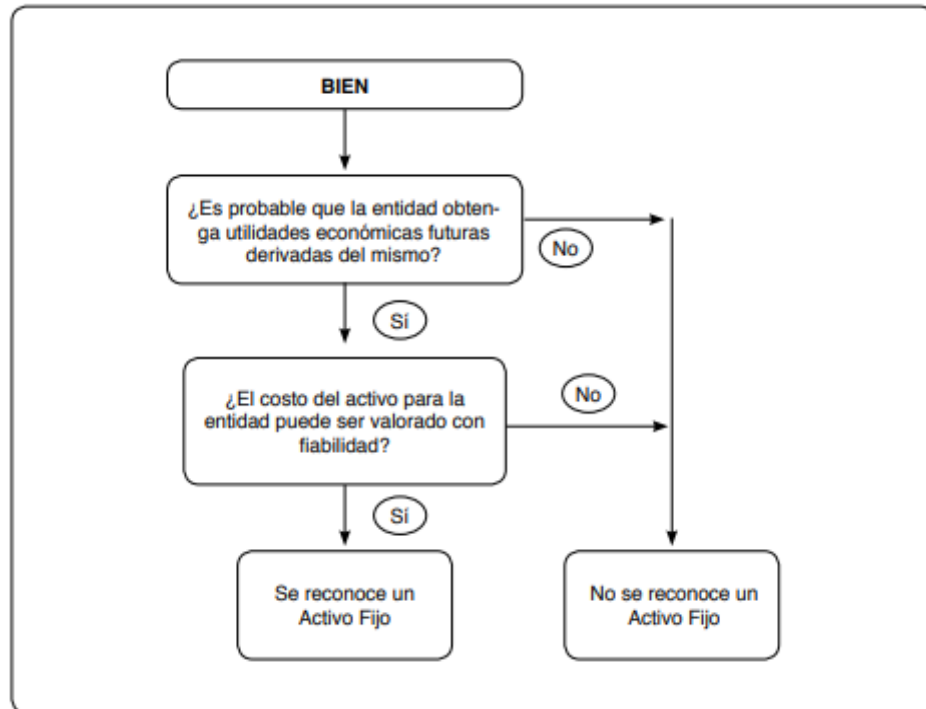 BIEN
¿Es probable que la entidad obten-
ga utilidades económicas futuras
derivadas del mismo?
No
Sí
¿El costo del activo para la
entidad puede ser valorado con
fiabilidad?
No
Sí
Se reconoce un
Activo Fijo
No se reconoce un
Activo Fijo